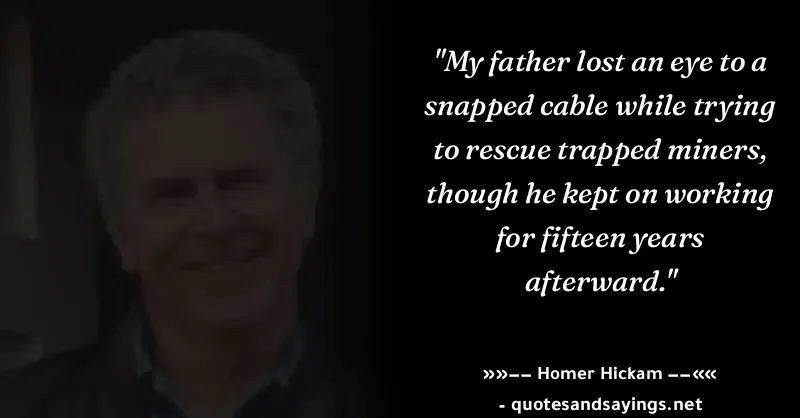 "My father lost an eye to a
snapped cable while trying
to rescue trapped miners,
though he kept on working
for fifteen years
afterward."
»»–– Homer Hickam ––««
- quotesandsayings.net